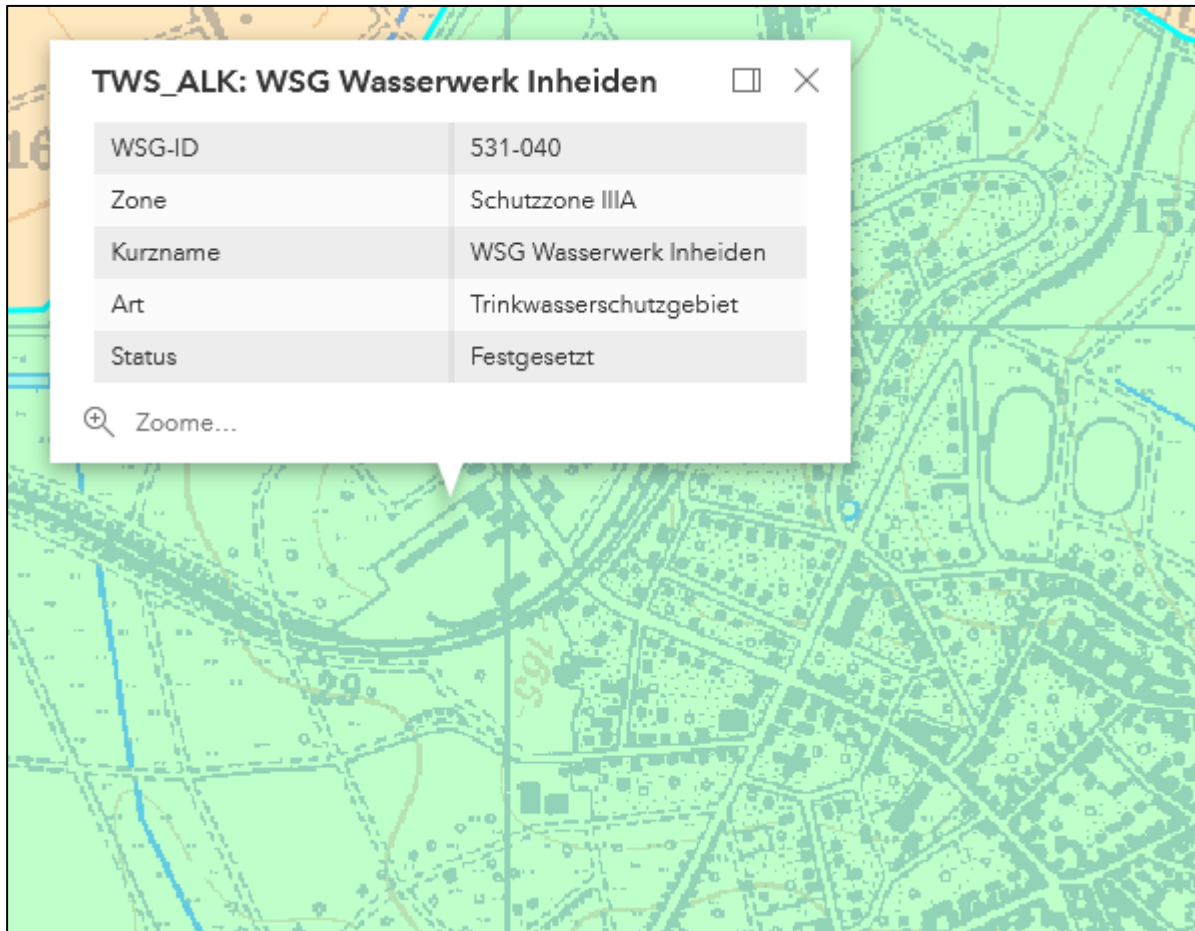 TWS_ALK: WSG Wasserwerk Inheiden
WSG-ID 531-040
Zone Schutzzone IIIA
Kurzname WSG Wasserwerk Inheiden
Art Trinkwasserschutzgebiet
Status Festgesetzt
Zoome...
165